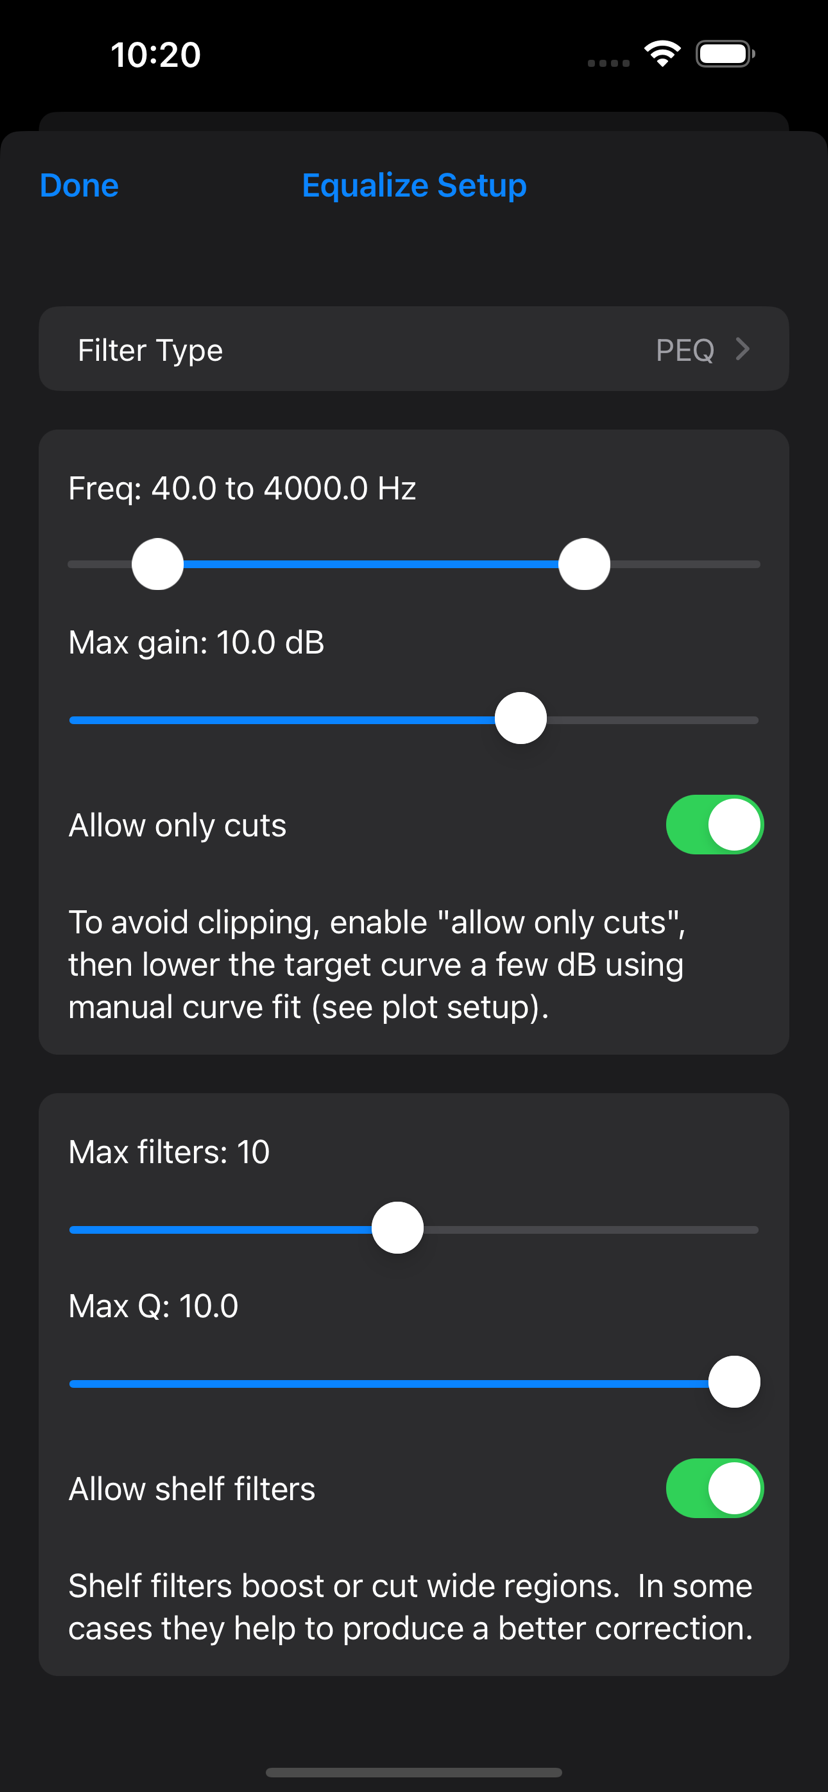 10:20
Done
Equalize Setup
Filter Type
PEQ
Freq: 40.0 to 4000.0 Hz
Max gain: 10.0 dB
Allow only cuts
To avoid clipping, enable "allow only cuts",
then lower the target curve a few dB using
manual curve fit (see plot setup).
Max filters: 10
Max Q: 10.0
Allow shelf filters
Shelf filters boost or cut wide regions.  In some
cases they help to produce a better correction.